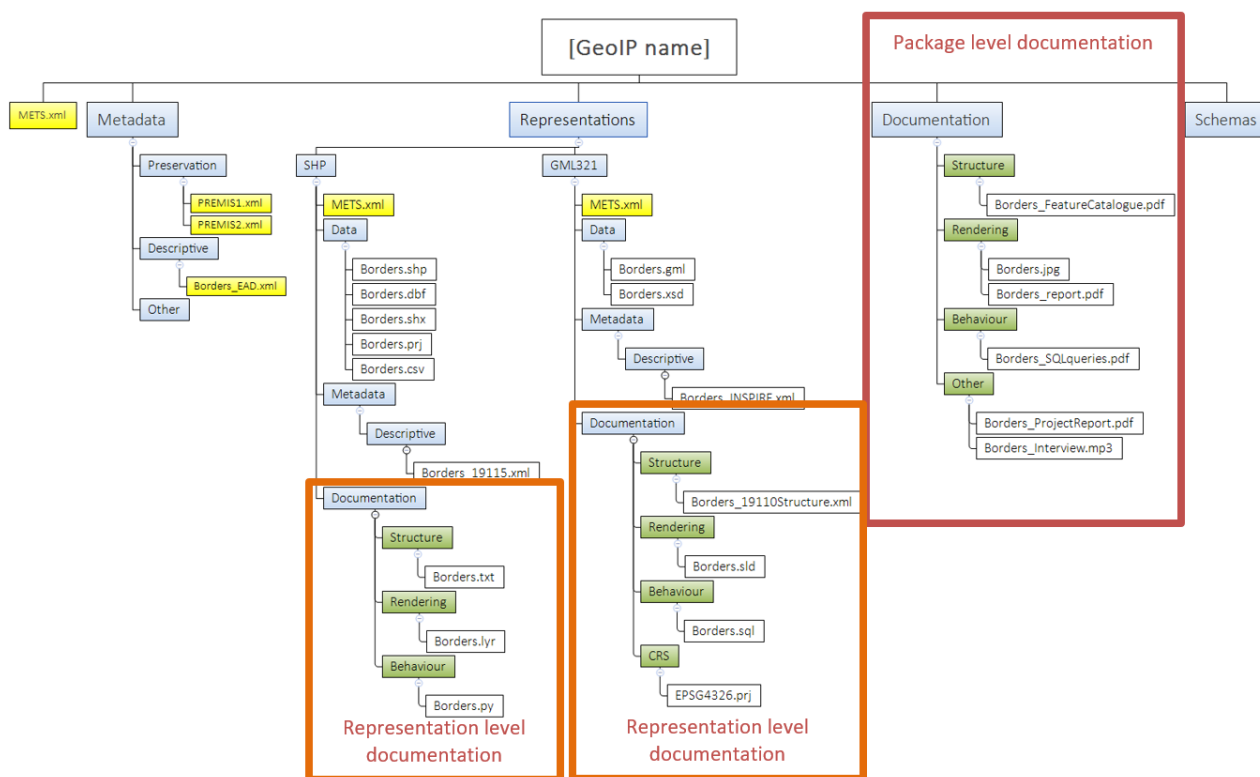 [GeoIP name]
Package level documentation
METS.xml
Metadata
Representations
Documentation
Schemas
Preservation
PREMIS1.xml
PREMIS2.xml
Descriptive
Borders_EAD.xml
Other
SHP
METS.xml
Data
Borders.shp
Borders.dbf
Borders.shx
Borders.prj
Borders.csv
Metadata
Descriptive
Borders_19115.xml
Documentation
Structure
Borders.txt
Rendering
Borders.lyr
Behaviour
Borders.py
Representation level
documentation
GML321
METS.xml
Data
Borders.gml
Borders.xsd
Metadata
Descriptive
Borders_INSPIRE.xml
Documentation
Structure
Borders_19110Structure.xml
Rendering
Borders.sld
Behaviour
Borders.sql
CRS
EPSG4326.prj
Representation level
documentation
Structure
Borders_FeatureCatalogue.pdf
Rendering
Borders.jpg
Borders_report.pdf
Behaviour
Borders_SQLqueries.pdf
Other
Borders_ProjectReport.pdf
Borders_Interview.mp3